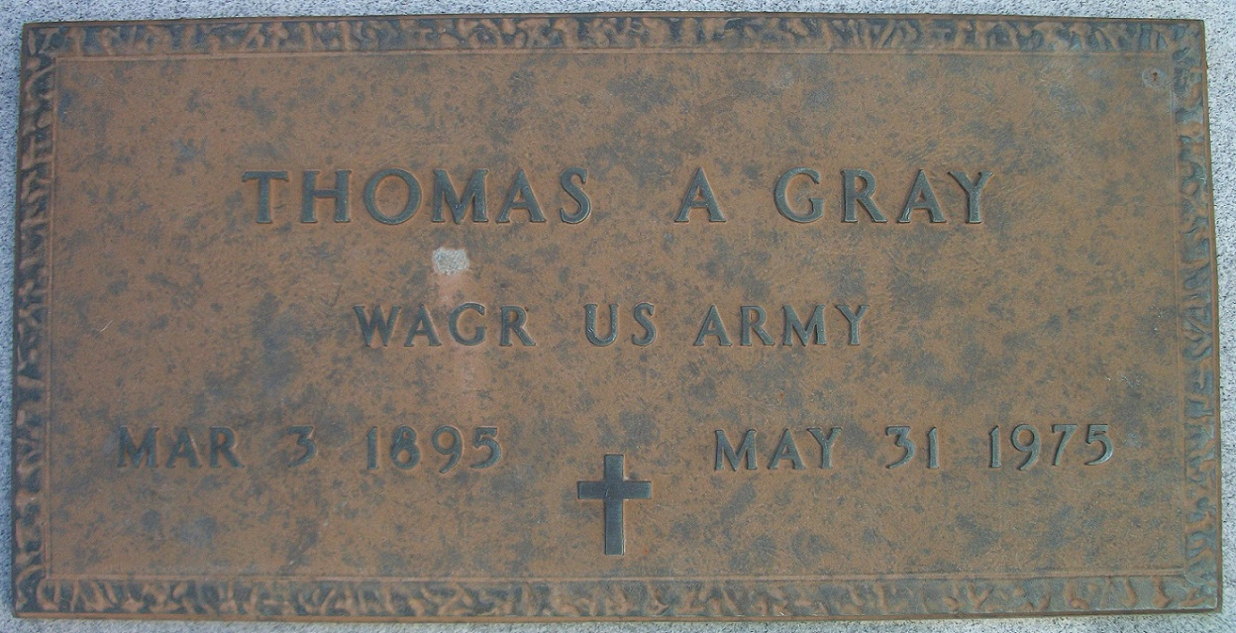 THOMAS A GRAY
WAGR US ARMY
MAR 3 1895 MAY 31 1975